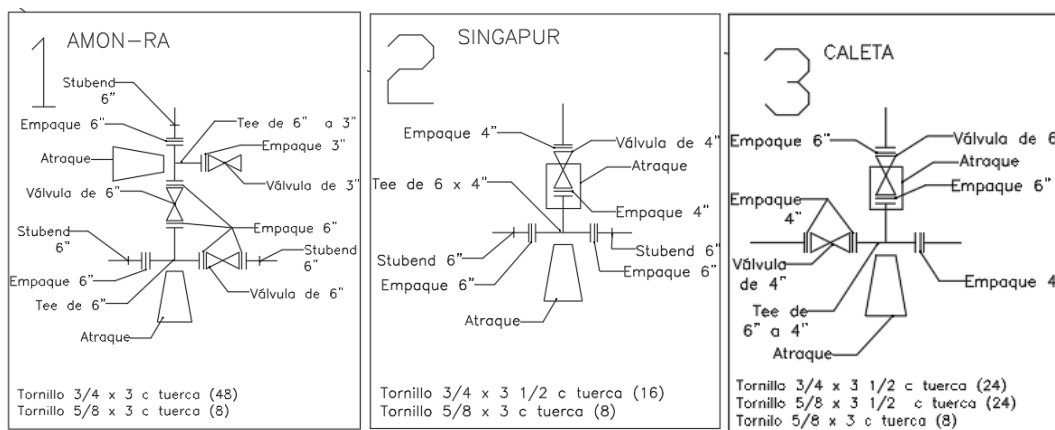 1 AMON-RA
Stubend
6"
Empaque 6"
Tee de 6" a 3"
Empaque 3"
Atraque
Válvula de 6"
Válvula de 3"
Stubend
6"
Empaque 6"
Stubend
6"
Empaque 6"
Válvula de 6"
Tee de 6"
Atraque
Tornillo 3/4 x 3 c tuerca (48)
Tornillo 5/8 x 3 c tuerca (8)
2 SINGAPUR
Empaque 4"
Válvula de 4"
Atraque
Tee de 6 x 4"
Empaque 4"
Stubend 6"
Stubend 6"
Empaque 6"
Empaque 6"
Atraque
Tornillo 3/4 x 3 1/2 c tuerca (16)
Tornillo 5/8 x 3 c tuerca (8)
3 CALETA
Empaque 6"
Válvula de 6
Atraque
Empaque 6"
Empaque
4"
Válvula
de 4"
Empaque 4
Tee de
6" a 4"
Atraque
Tornillo 3/4 x 3 1/2 c tuerca (24)
Tornilo 5/8 x 3 1/2 c tuerca (24)
Tornilo 5/8 x 3 c tuerca (8)